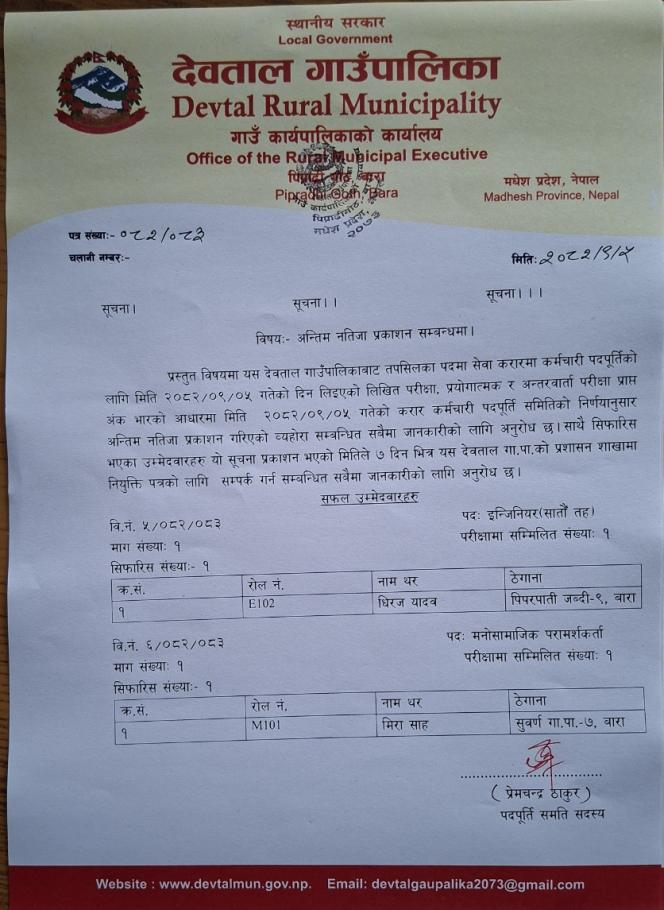 स्थानीय सरकार
Local Government
देवताल गाउँपालिका
Devtal Rural Municipality
गाउँ कार्यपालिकाको कार्यालय
Office of the Rural Municipal Executive
पिप्राढी गोठ, बारा
Pipradhi Goth, Bara
मधेश प्रदेश, नेपाल
Madhesh Province, Nepal
पत्र संख्याः- ०८२/०८३
चलानी नम्बरः-
मितिः २०८२/९/५
सूचना। सूचना।। सूचना।।।
विषयः- अन्तिम नतिजा प्रकाशन सम्बन्धमा।
प्रस्तुत विषयमा यस देवताल गाउँपालिकाबाट तपसिलका पदमा सेवा करारमा कर्मचारी पदपूर्तिको
लागि मिति २०८२/०९/०५ गतेको दिन लिइएको लिखित परीक्षा, प्रयोगात्मक र अन्तरवार्ता परीक्षा प्राप्त
अंक भारको आधारमा मिति २०८२/०९/०५ गतेको करार कर्मचारी पदपूर्ति समितिको निर्णयानुसार
अन्तिम नतिजा प्रकाशन गरिएको व्यहोरा सम्बन्धित सबैमा जानकारीको लागि अनुरोध छ। साथै सिफारिस
भएका उम्मेदवारहरु यो सूचना प्रकाशन भएको मितिले ७ दिन भित्र यस देवताल गा.पा.को प्रशासन शाखामा
नियुक्ति पत्रको लागि सम्पर्क गर्न सम्बन्धित सबैमा जानकारीको लागि अनुरोध छ।
सफल उम्मेदवारहरु
वि.नं. ५/०८२/०८३ पदः इन्जिनियर(सातौँ तह)
माग संख्याः १ परीक्षामा सम्मिलित संख्याः १
सिफारिस संख्याः- १
क्र.सं. रोल नं. नाम थर ठेगाना
१ E102 धिरज यादव पिपरपाती जब्दी-९, बारा
वि.नं. ६/०८२/०८३ पदः मनोसामाजिक परामर्शकर्ता
माग संख्याः १ परीक्षामा सम्मिलित संख्याः १
सिफारिस संख्याः- १
क्र.सं. रोल नं. नाम थर ठेगाना
१ M101 मिरा साह सुवर्ण गा.पा.-७, बारा
( प्रेमचन्द्र ठाकुर )
पदपूर्ति समति सदस्य
Website : www.devtalmun.gov.np. Email: devtalgaupalika2073@gmail.com